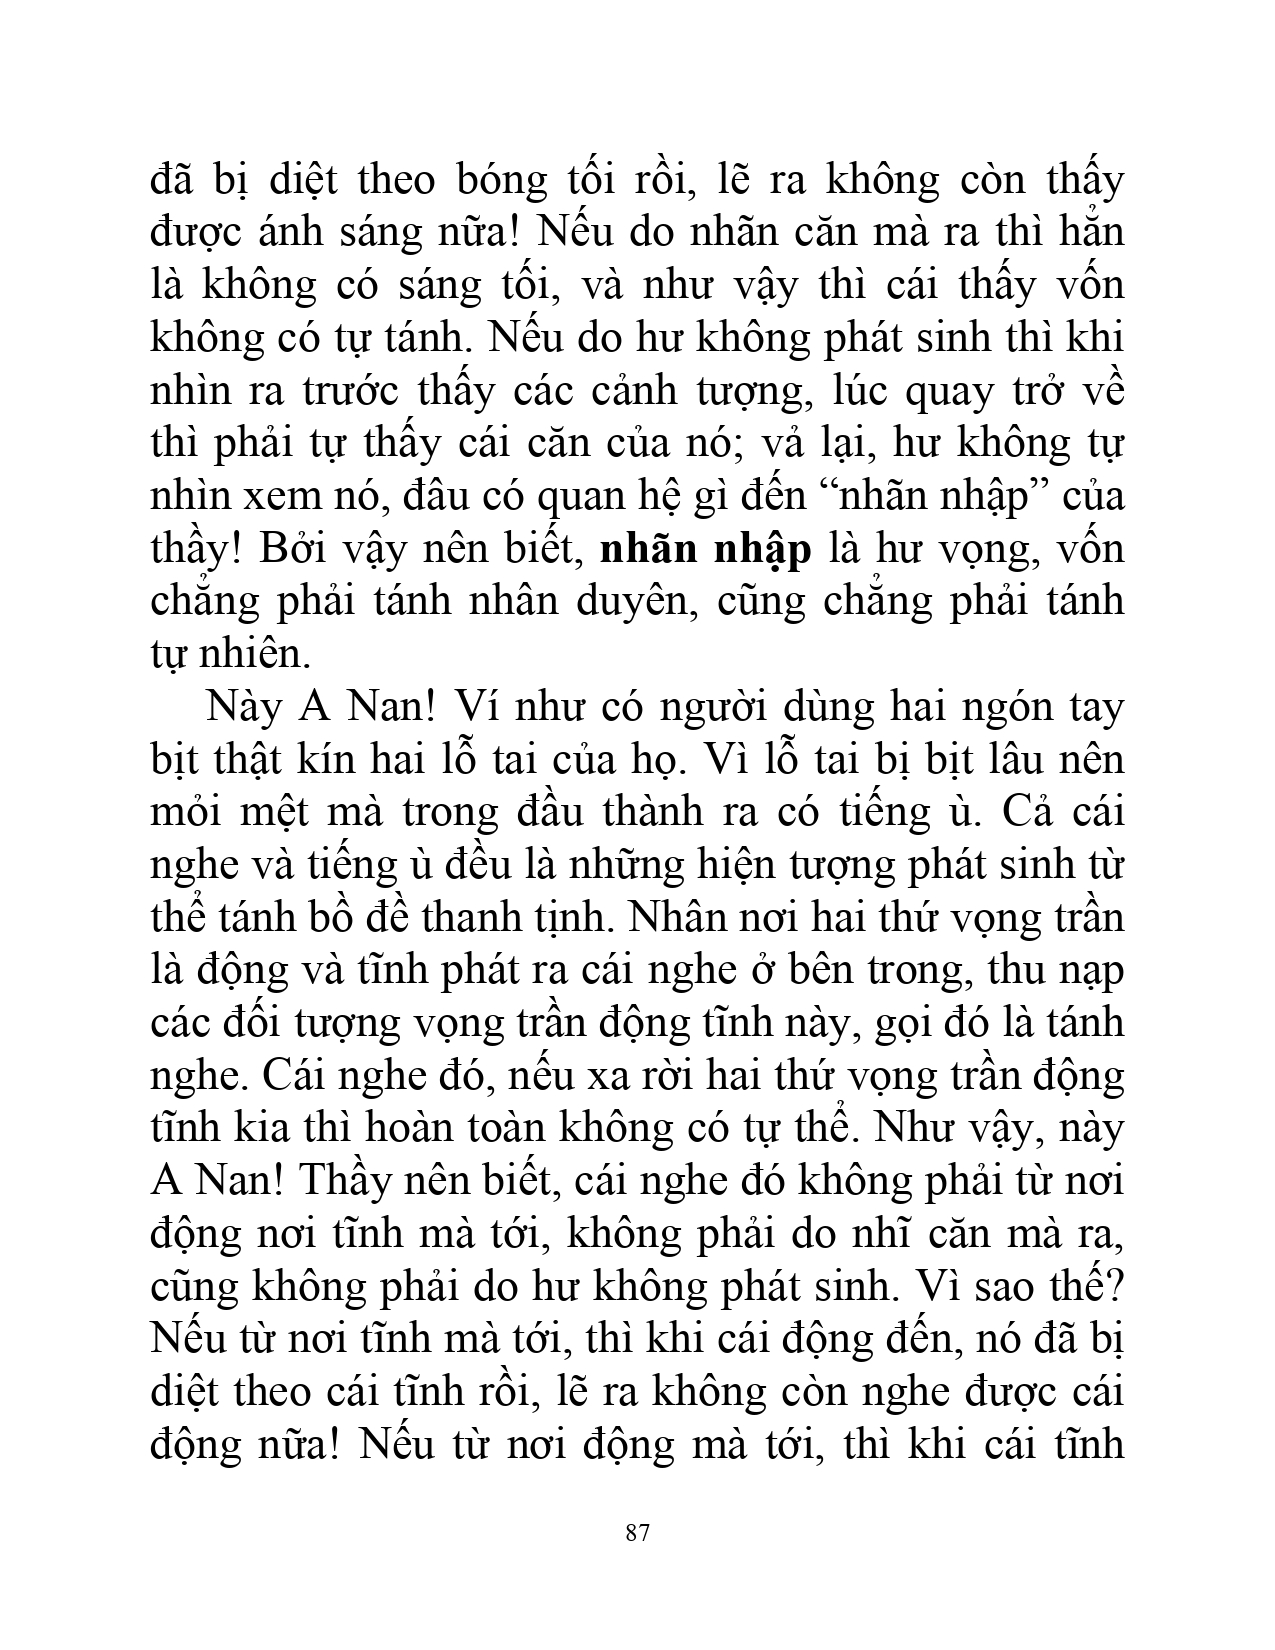 đã bị diệt theo bóng tối rồi, lẽ ra không còn thấy
được ánh sáng nữa! Nếu do nhãn căn mà ra thì hẳn
là không có sáng tối, và như vậy thì cái thấy vốn
không có tự tánh. Nếu do hư không phát sinh thì khi
nhìn ra trước thấy các cảnh tượng, lúc quay trở về
thì phải tự thấy cái căn của nó; vả lại, hư không tự
nhìn xem nó, đâu có quan hệ gì đến “nhãn nhập” của
thầy! Bởi vậy nên biết, nhãn nhập là hư vọng, vốn
chẳng phải tánh nhân duyên, cũng chẳng phải tánh
tự nhiên.
Này A Nan! Ví như có người dùng hai ngón tay
bịt thật kín hai lỗ tai của họ. Vì lỗ tai bị bịt lâu nên
mỏi mệt mà trong đầu thành ra có tiếng ù. Cả cái
nghe và tiếng ù đều là những hiện tượng phát sinh từ
thể tánh bồ đề thanh tịnh. Nhân nơi hai thứ vọng trần
là động và tĩnh phát ra cái nghe ở bên trong, thu nạp
các đối tượng vọng trần động tĩnh này, gọi đó là tánh
nghe. Cái nghe đó, nếu xa rời hai thứ vọng trần động
tĩnh kia thì hoàn toàn không có tự thể. Như vậy, này
A Nan! Thầy nên biết, cái nghe đó không phải từ nơi
động nơi tĩnh mà tới, không phải do nhĩ căn mà ra,
cũng không phải do hư không phát sinh. Vì sao thế?
Nếu từ nơi tĩnh mà tới, thì khi cái động đến, nó đã bị
diệt theo cái tĩnh rồi, lẽ ra không còn nghe được cái
động nữa! Nếu từ nơi động mà tới, thì khi cái tĩnh
87